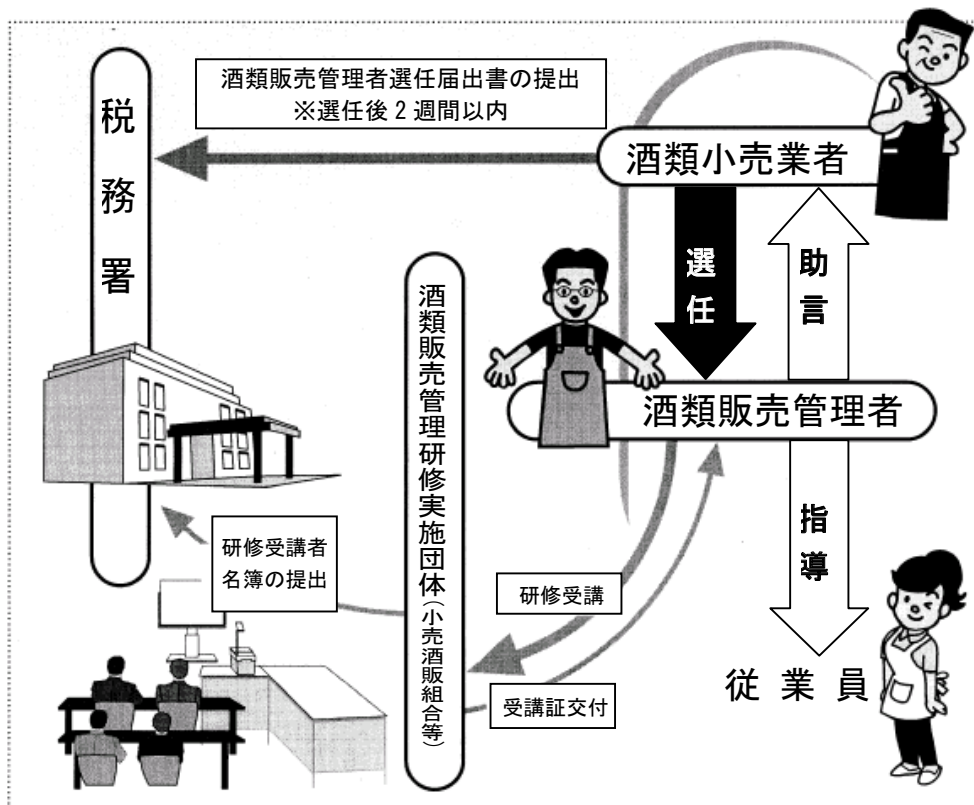 酒類販売管理者選任届出書の提出
※選任後2週間以内
税務署
酒類小売業者
選任
助言
酒類販売管理研修実施団体(小売酒販組合等)
酒類販売管理者
指導
研修受講者
名簿の提出
研修受講
受講証交付
従業員